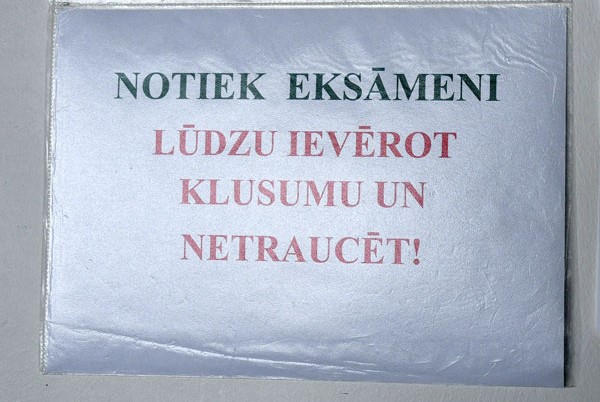 NOTIEK EKSĀMENI
LŪDZU IEVĒROT
KLUSUMU UN
NETRAUCĒT!